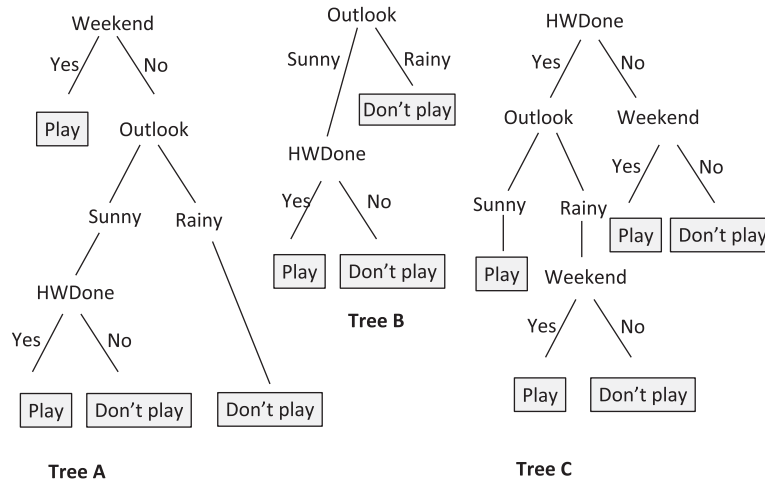 Weekend
Yes
No
Play
Outlook
Sunny
Rainy
HWDone
Yes
No
Play
Don't play
Don't play
Tree A
Outlook
Sunny
Rainy
Don't play
HWDone
Yes
No
Play
Don't play
Tree B
HWDone
Yes
No
Outlook
Weekend
Sunny
Rainy
Yes
No
Play
Play
Don't play
Weekend
Yes
No
Play
Don't play
Tree C